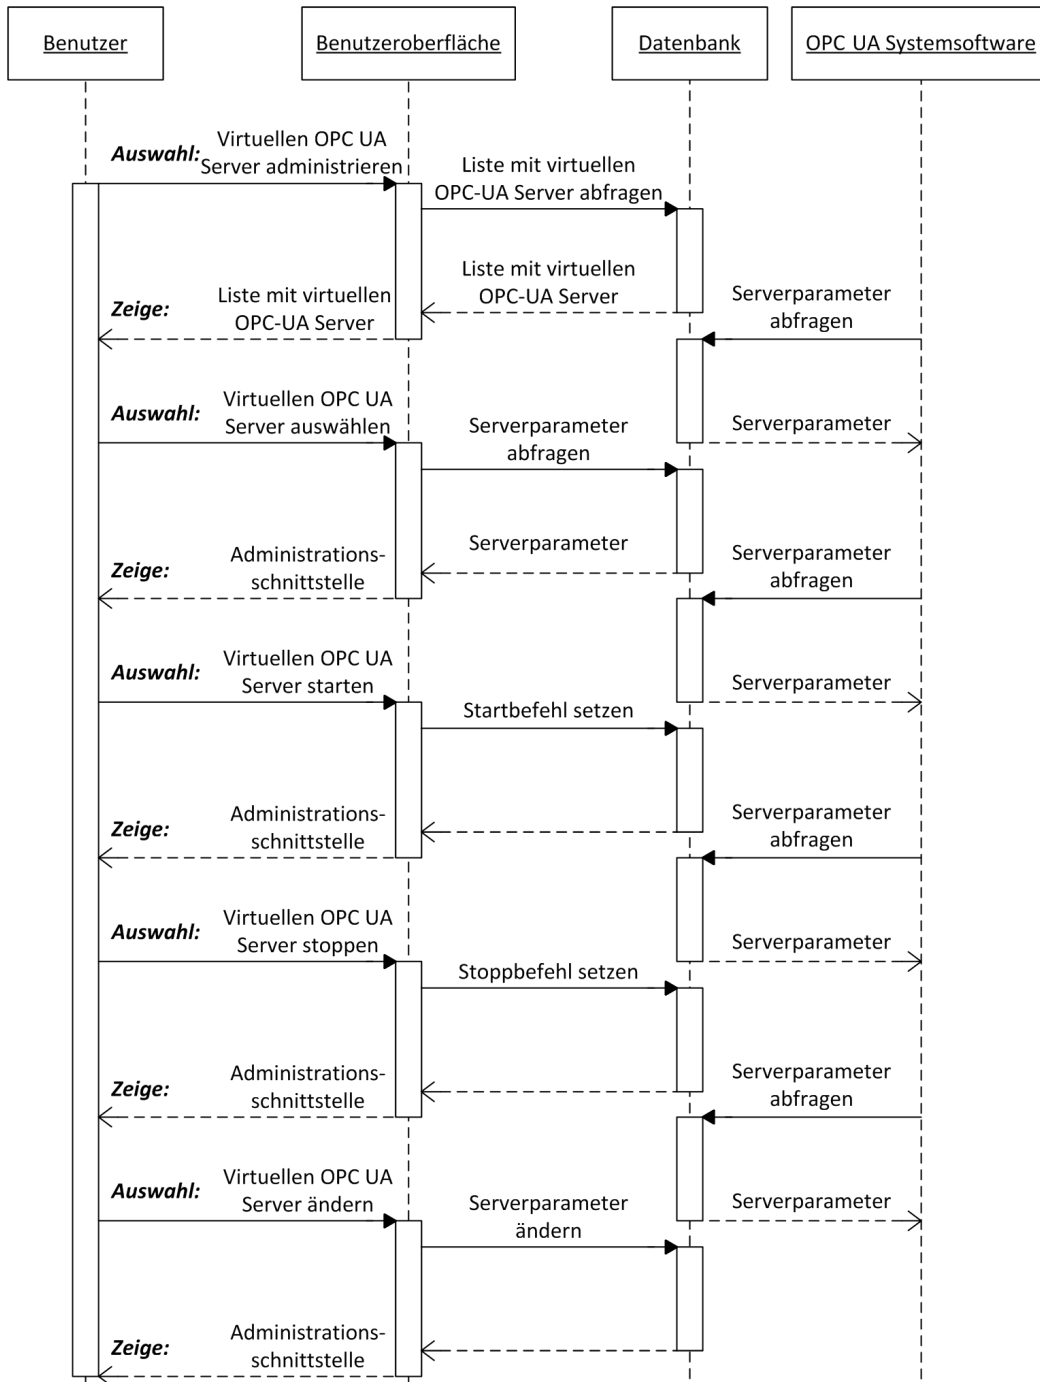 Benutzer
Benutzeroberfläche
Datenbank
OPC UA Systemsoftware
Auswahl:
Virtuellen OPC UA
Server administrieren
Liste mit virtuellen
OPC-UA Server abfragen
Liste mit virtuellen
OPC-UA Server
Zeige:
Liste mit virtuellen
OPC-UA Server
Serverparameter
abfragen
Auswahl:
Virtuellen OPC UA
Server auswählen
Serverparameter
abfragen
Serverparameter
Serverparameter
Zeige:
Administrations-
schnittstelle
Serverparameter
abfragen
Auswahl:
Virtuellen OPC UA
Server starten
Startbefehl setzen
Serverparameter
Zeige:
Administrations-
schnittstelle
Serverparameter
abfragen
Auswahl:
Virtuellen OPC UA
Server stoppen
Stoppbefehl setzen
Serverparameter
Zeige:
Administrations-
schnittstelle
Serverparameter
abfragen
Auswahl:
Virtuellen OPC UA
Server ändern
Serverparameter
ändern
Serverparameter
Zeige:
Administrations-
schnittstelle